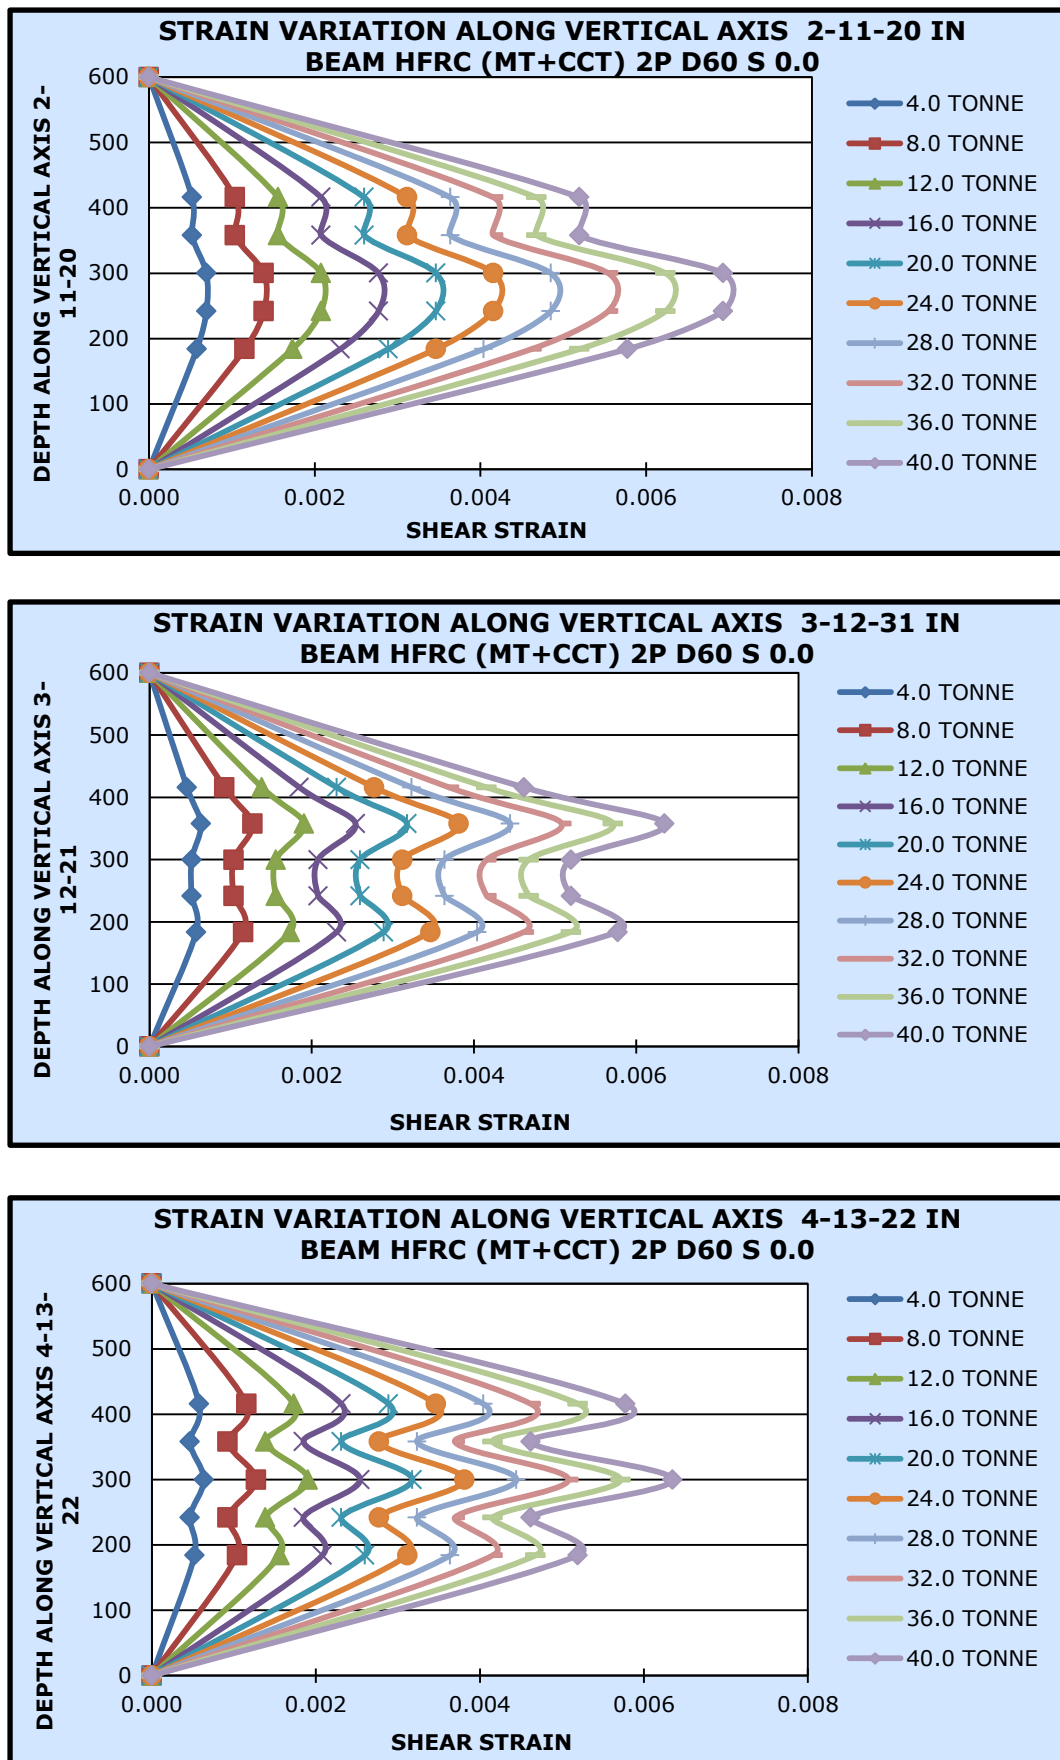 STRAIN VARIATION ALONG VERTICAL AXIS 2-11-20 IN
BEAM HFRC (MT+CCT) 2P D60 S 0.0
DEPTH ALONG VERTICAL AXIS 2-
11-20
600
500
400
300
200
100
0
0.000 0.002 0.004 0.006 0.008
SHEAR STRAIN
4.0 TONNE
8.0 TONNE
12.0 TONNE
16.0 TONNE
20.0 TONNE
24.0 TONNE
28.0 TONNE
32.0 TONNE
36.0 TONNE
40.0 TONNE
STRAIN VARIATION ALONG VERTICAL AXIS 3-12-31 IN
BEAM HFRC (MT+CCT) 2P D60 S 0.0
DEPTH ALONG VERTICAL AXIS 3-
12-21
600
500
400
300
200
100
0
0.000 0.002 0.004 0.006 0.008
SHEAR STRAIN
4.0 TONNE
8.0 TONNE
12.0 TONNE
16.0 TONNE
20.0 TONNE
24.0 TONNE
28.0 TONNE
32.0 TONNE
36.0 TONNE
40.0 TONNE
STRAIN VARIATION ALONG VERTICAL AXIS 4-13-22 IN
BEAM HFRC (MT+CCT) 2P D60 S 0.0
DEPTH ALONG VERTICAL AXIS 4-13-
22
600
500
400
300
200
100
0
0.000 0.002 0.004 0.006 0.008
SHEAR STRAIN
4.0 TONNE
8.0 TONNE
12.0 TONNE
16.0 TONNE
20.0 TONNE
24.0 TONNE
28.0 TONNE
32.0 TONNE
36.0 TONNE
40.0 TONNE